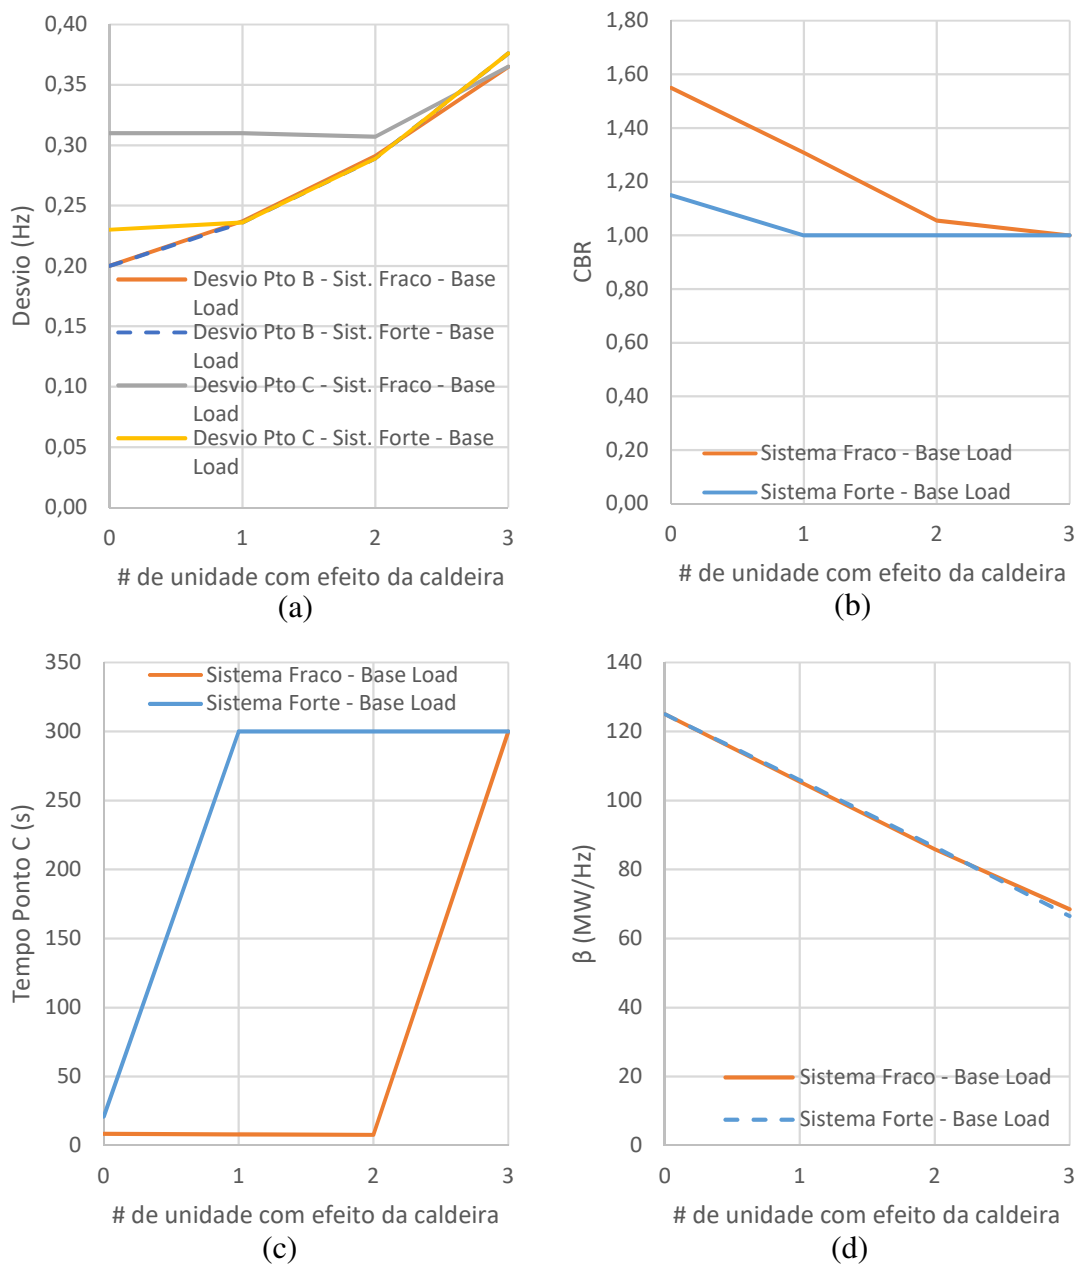 0,40
0,35
0,30
0,25
0,20
0,15
0,10
0,05
0,00
Desvio (Hz)
Desvio Pto B - Sist. Fraco - Base
Load
Desvio Pto B - Sist. Forte - Base
Load
Desvio Pto C - Sist. Fraco - Base
Load
Desvio Pto C - Sist. Forte - Base
Load
0 1 2 3
# de unidade com efeito da caldeira
(a)
1,80
1,60
1,40
1,20
1,00
0,80
0,60
0,40
0,20
0,00
CBR
Sistema Fraco - Base Load
Sistema Forte - Base Load
0 1 2 3
# de unidade com efeito da caldeira
(b)
350
300
250
200
150
100
50
0
Tempo Ponto C (s)
Sistema Fraco - Base Load
Sistema Forte - Base Load
0 1 2 3
# de unidade com efeito da caldeira
(c)
140
120
100
80
60
40
20
0
β (MW/Hz)
Sistema Fraco - Base Load
Sistema Forte - Base Load
0 1 2 3
# de unidade com efeito da caldeira
(d)